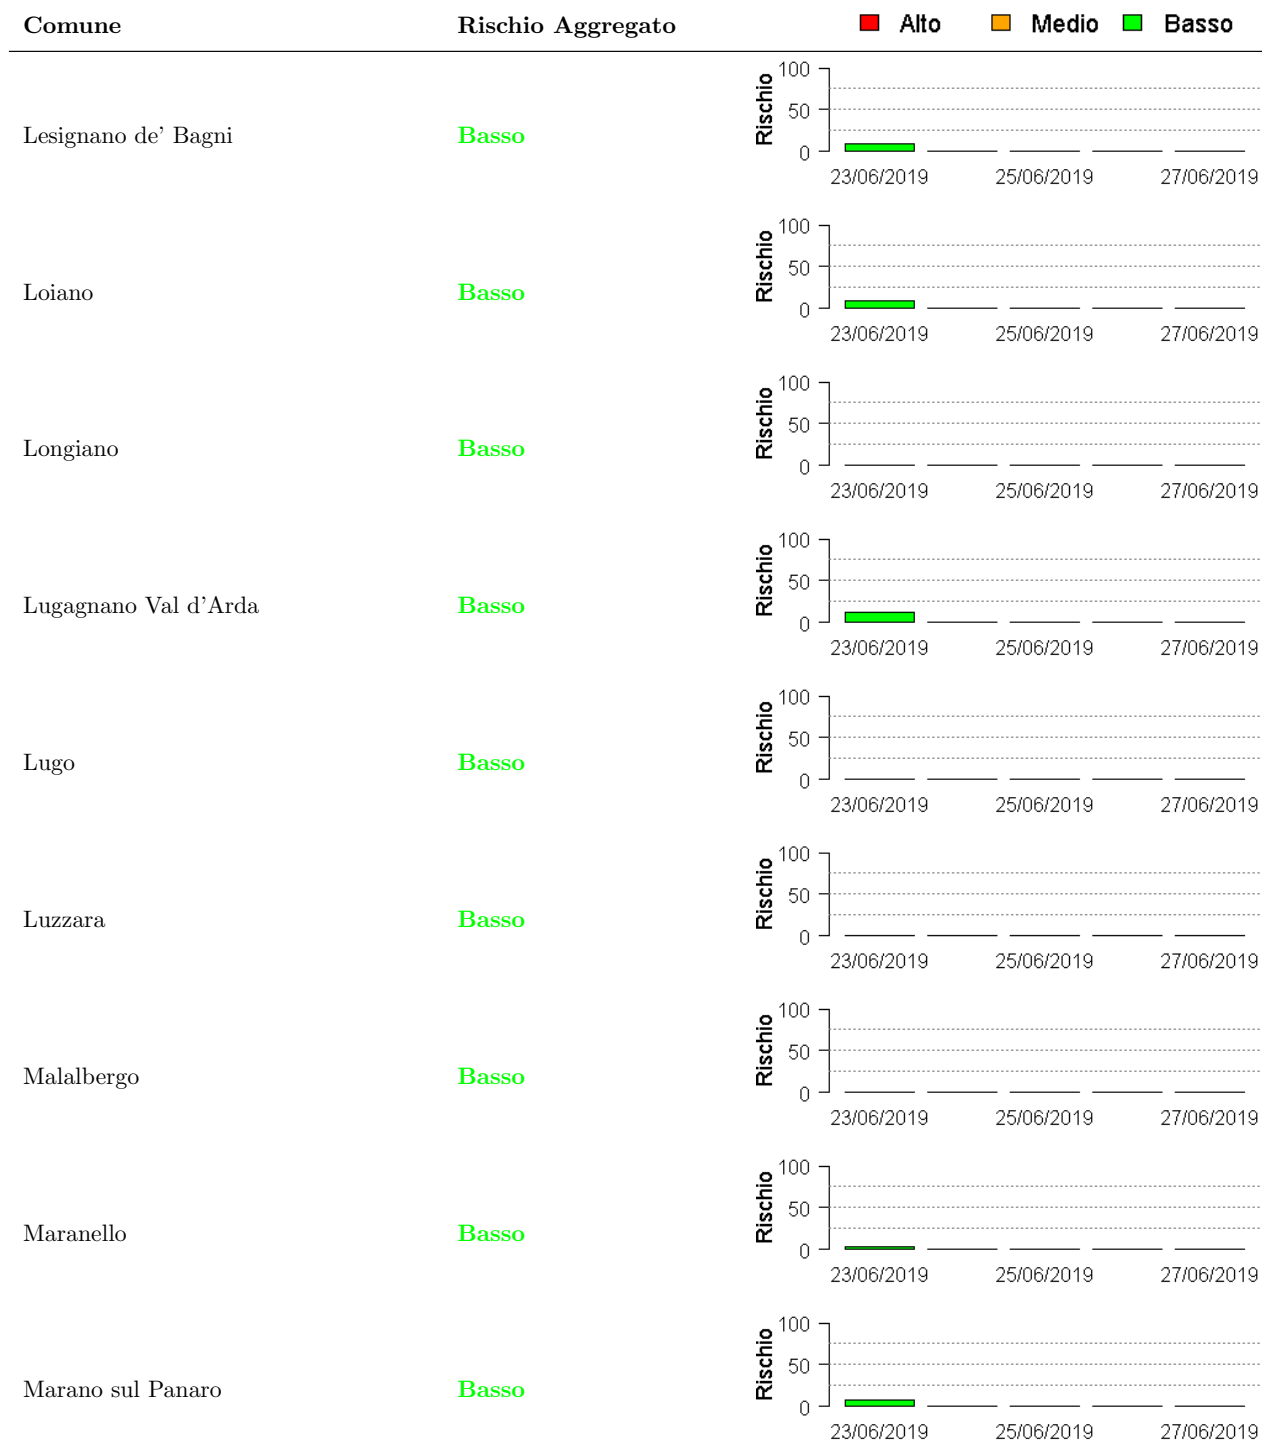 Comune Rischio Aggregato Alto Medio Basso
Lesignano de' Bagni Basso
Rischio
100
50
0
23/06/2019 25/06/2019 27/06/2019
Loiano Basso
Rischio
100
50
0
23/06/2019 25/06/2019 27/06/2019
Longiano Basso
Rischio
100
50
0
23/06/2019 25/06/2019 27/06/2019
Lugagnano Val d'Arda Basso
Rischio
100
50
0
23/06/2019 25/06/2019 27/06/2019
Lugo Basso
Rischio
100
50
0
23/06/2019 25/06/2019 27/06/2019
Luzzara Basso
Rischio
100
50
0
23/06/2019 25/06/2019 27/06/2019
Malalbergo Basso
Rischio
100
50
0
23/06/2019 25/06/2019 27/06/2019
Maranello Basso
Rischio
100
50
0
23/06/2019 25/06/2019 27/06/2019
Marano sul Panaro Basso
Rischio
100
50
0
23/06/2019 25/06/2019 27/06/2019